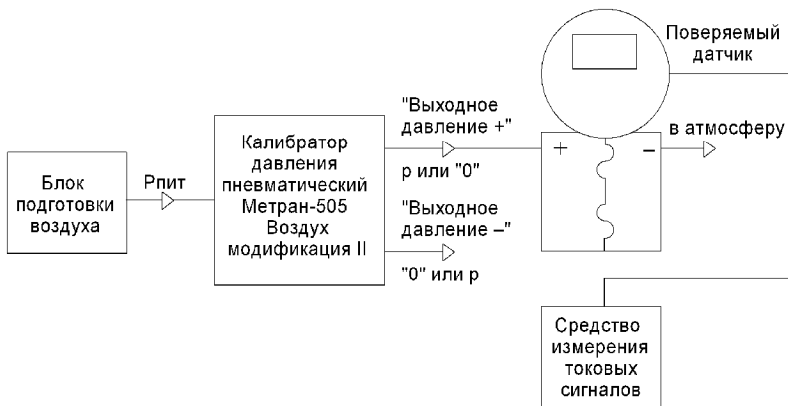 Блок
подготовки
воздуха
Рпит
Калибратор
давления
пневматический
Метран-505
Воздух
модификация II
"Выходное
давление +"
р или "0"
"Выходное
давление –"
"0" или р
+
–
Поверяемый
датчик
в атмосферу
Средство
измерения
токовых
сигналов